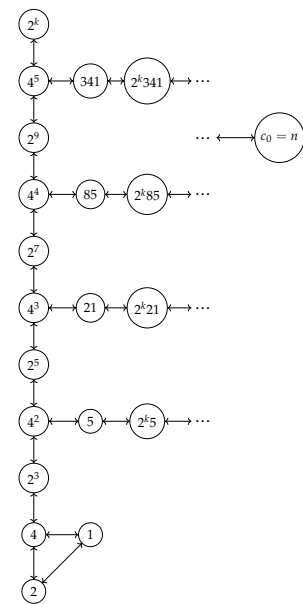 2^k
4^5 341 2^k341 ...
2^9 ... c_0 = n
4^4 85 2^k85 ...
2^7
4^3 21 2^k21 ...
2^5
4^2 5 2^k5 ...
2^3
4 1
2